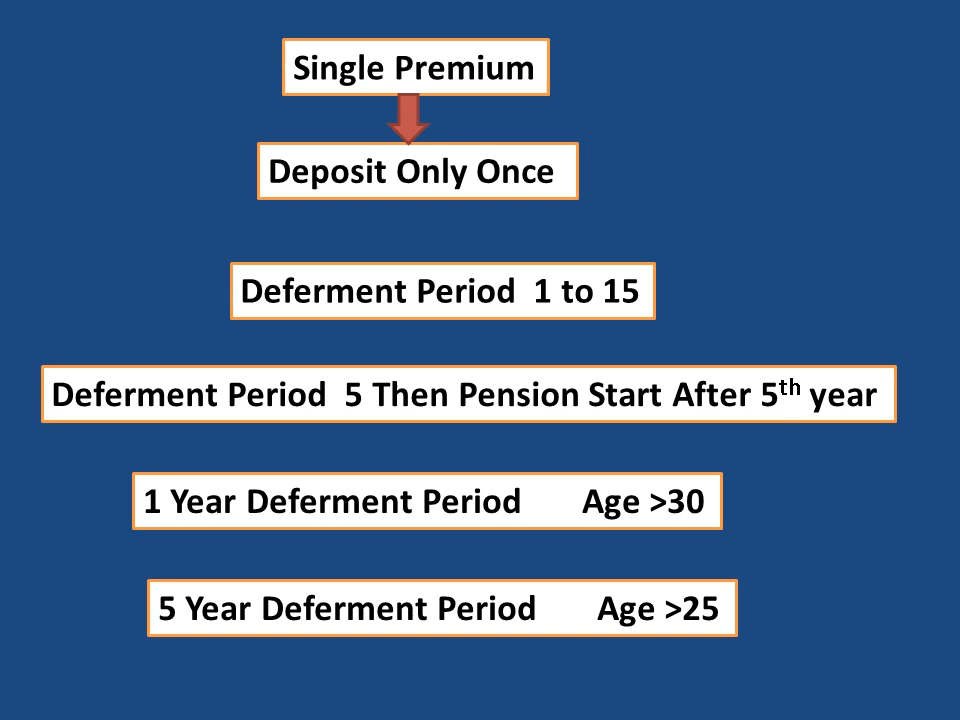 Single Premium
Deposit Only Once
Deferment Period 1 to 15
Deferment Period 5 Then Pension Start After 5th year
1 Year Deferment Period Age >30
5 Year Deferment Period Age >25